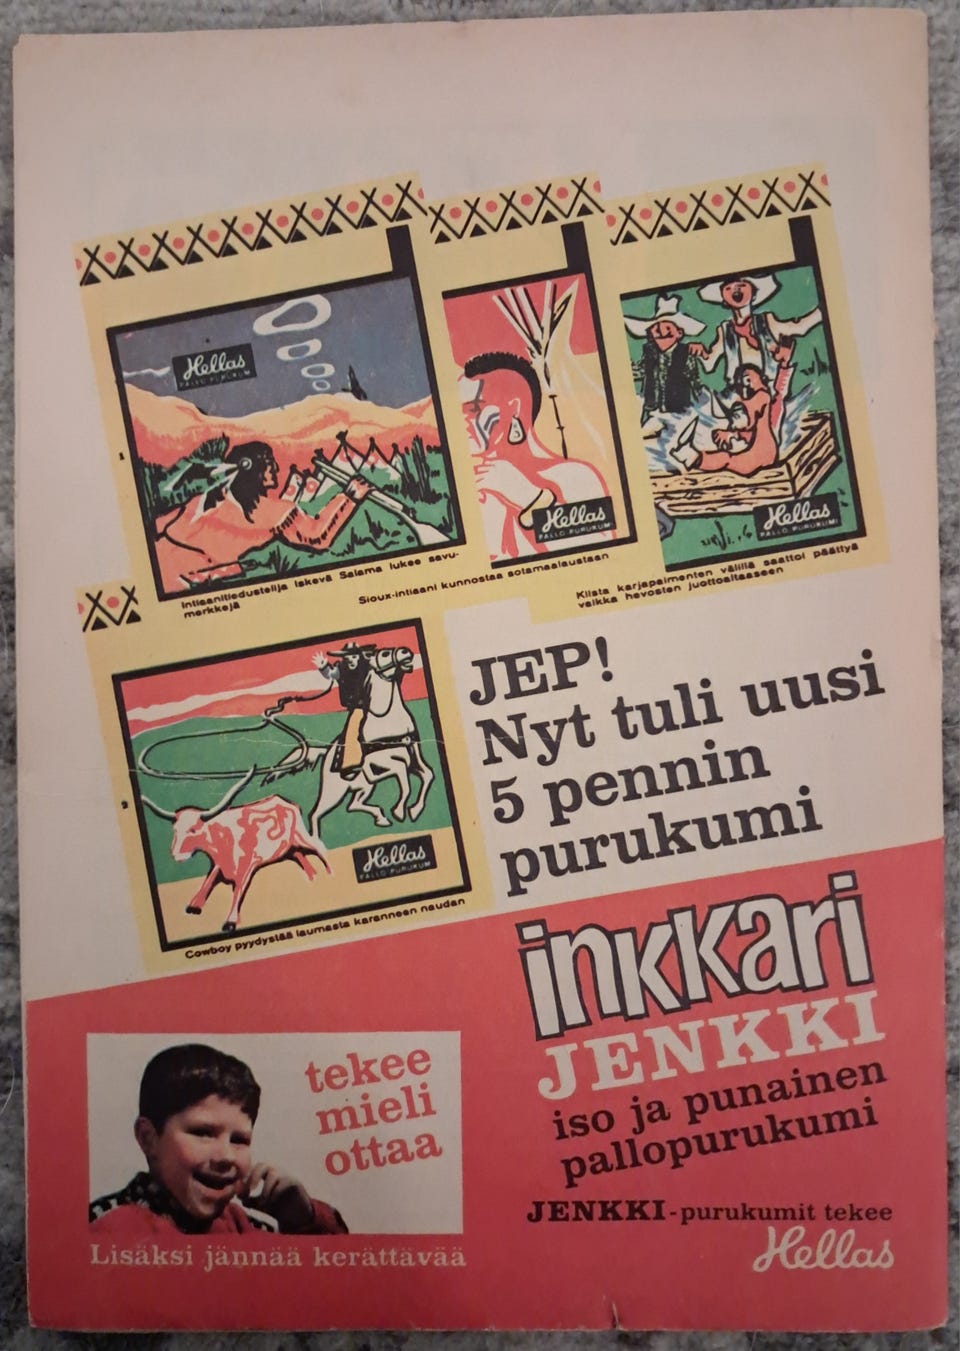 Hellas
PALLO PURUKUMI
1
Intiaanitiedustelija Iskevä Salama lukee savu-
merkkejä
Sioux-intiaani kunnostaa sotamaalaustaan
Hellas
PALLO PURUKUMI
Hellas
PALLO PURUKUMI
Kiista karjapaimenten välillä saattoi päättyä
vaikka hevosten juottoaltaaseen
Hellas
PALLO PURUKUMI
Cowboy pyydystää laumasta karanneen naudan
JEP!
Nyt tuli uusi
5 pennin
purukumi
inkkari
JENKKI
iso ja punainen
pallopurukumi
JENKKI-purukumit tekee
Hellas
tekee
mieli
ottaa
Lisäksi jännää kerättävää